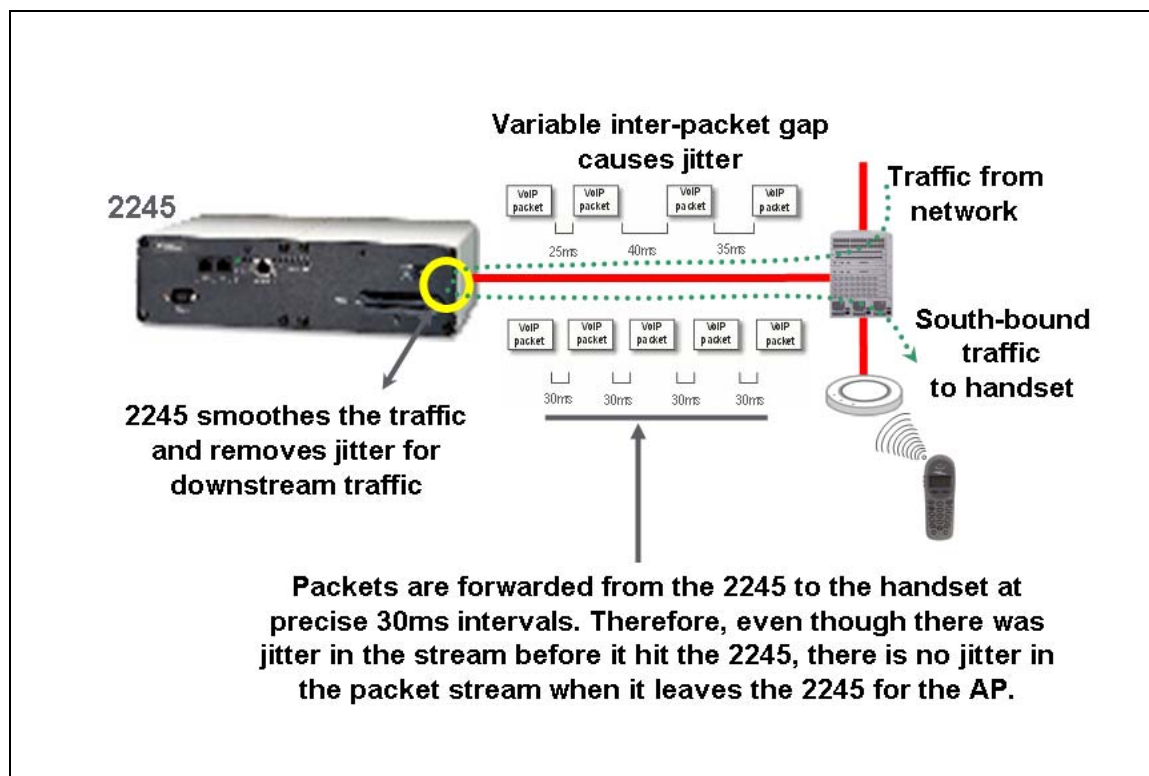 Variable inter-packet gap
causes jitter
2245
VoIP
packet
VoIP
packet
VoIP
packet
VoIP
packet
25ms
40ms
35ms
Traffic from
network
VoIP
packet
VoIP
packet
VoIP
packet
VoIP
packet
VoIP
packet
30ms
30ms
30ms
30ms
South-bound
traffic
to handset
2245 smoothes the traffic
and removes jitter for
downstream traffic
Packets are forwarded from the 2245 to the handset at
precise 30ms intervals. Therefore, even though there was
jitter in the stream before it hit the 2245, there is no jitter in
the packet stream when it leaves the 2245 for the AP.